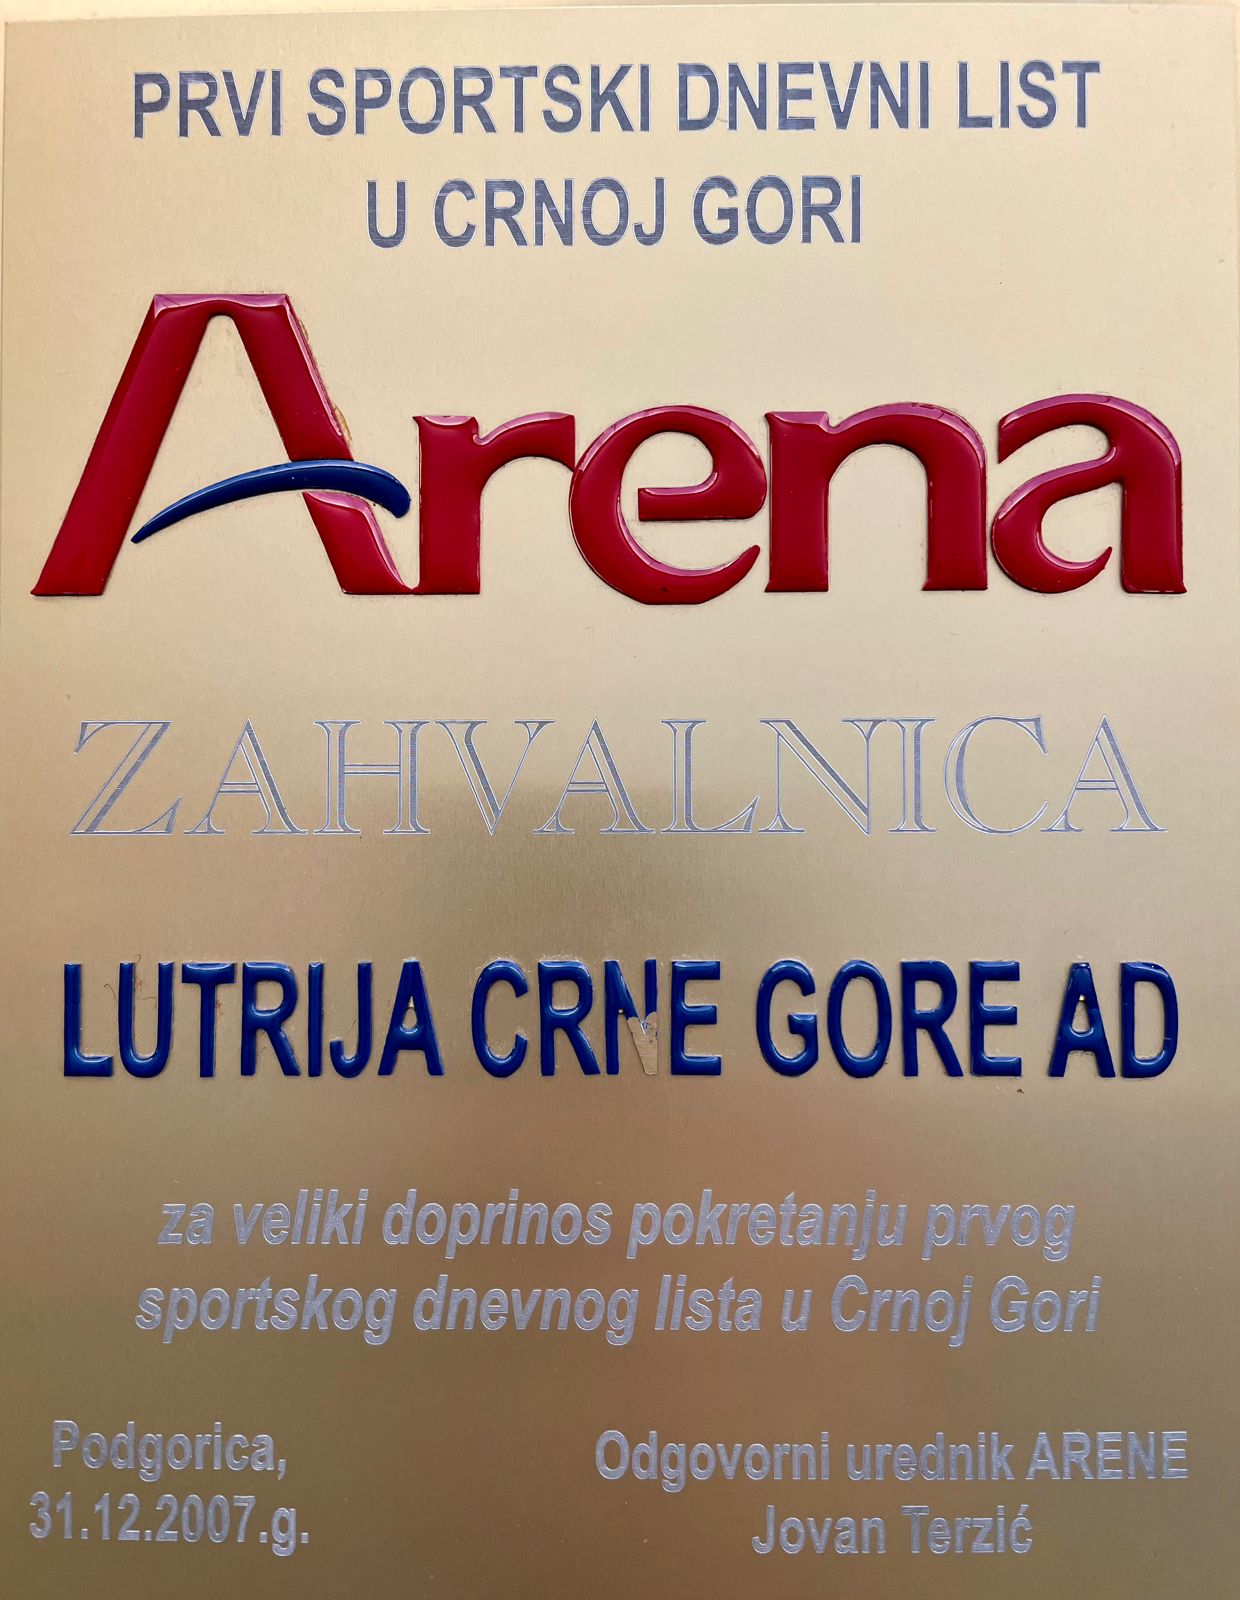 PRVI SPORTSKI DNEVNI LIST
U CRNOJ GORI
Arena
ZAHVALNICA
LUTRIJA CRNE GORE AD
za veliki doprinos pokretanju prvog
sportskog dnevnog lista u Crnoj Gori
Podgorica,
31.12.2007.g.
Odgovorni urednik ARENE
Jovan Terzić